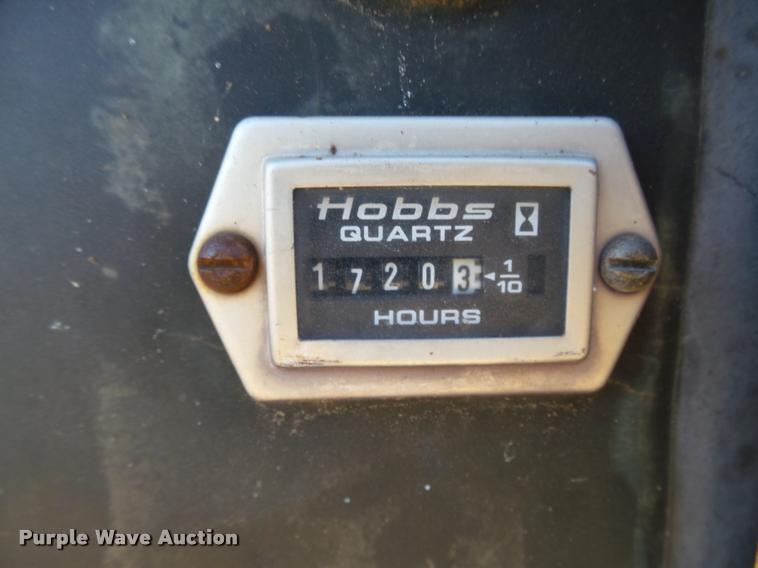 Hobbs
QUARTZ
1 7 2 0 3 ◄ 1/10
HOURS
Purple Wave Auction